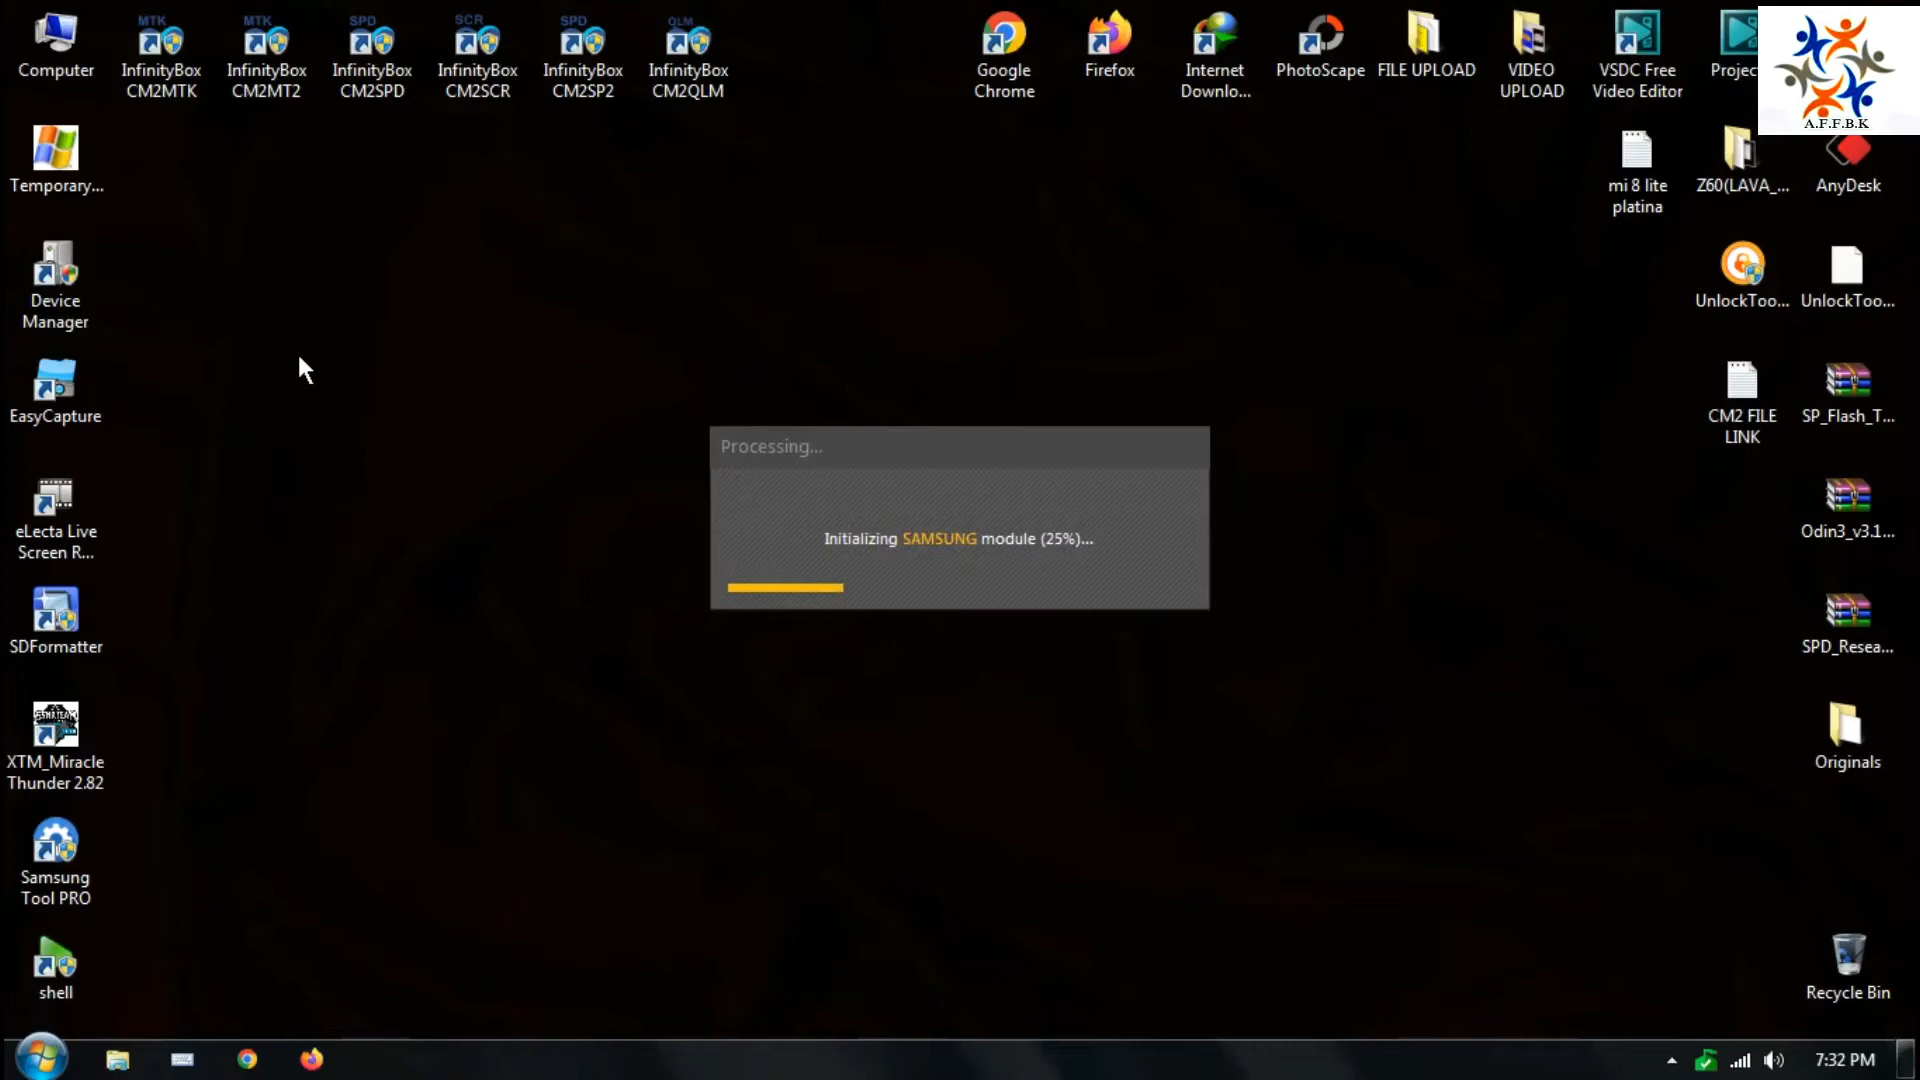 Computer
MTK
InfinityBox
CM2MTK
MTK
InfinityBox
CM2MT2
SPD
InfinityBox
CM2SPD
SCR
InfinityBox
CM2SCR
SPD
InfinityBox
CM2SP2
QLM
InfinityBox
CM2QLM
Google
Chrome
Firefox
Internet
Downlo...
PhotoScape
FILE UPLOAD
VIDEO
UPLOAD
VSDC Free
Video Editor
Projec
A.F.F.B.K
Temporary...
mi 8 lite
platina
Z60(LAVA_...
AnyDesk
Device
Manager
UnlockToo...
UnlockToo...
EasyCapture
CM2 FILE
LINK
SP_Flash_T...
Processing...
Initializing SAMSUNG module (25%)...
eLecta Live
Screen R...
Odin3_v3.1...
SDFormatter
SPD_Resea...
XTM_Miracle
Thunder 2.82
Originals
Samsung
Tool PRO
shell
Recycle Bin
7:32 PM